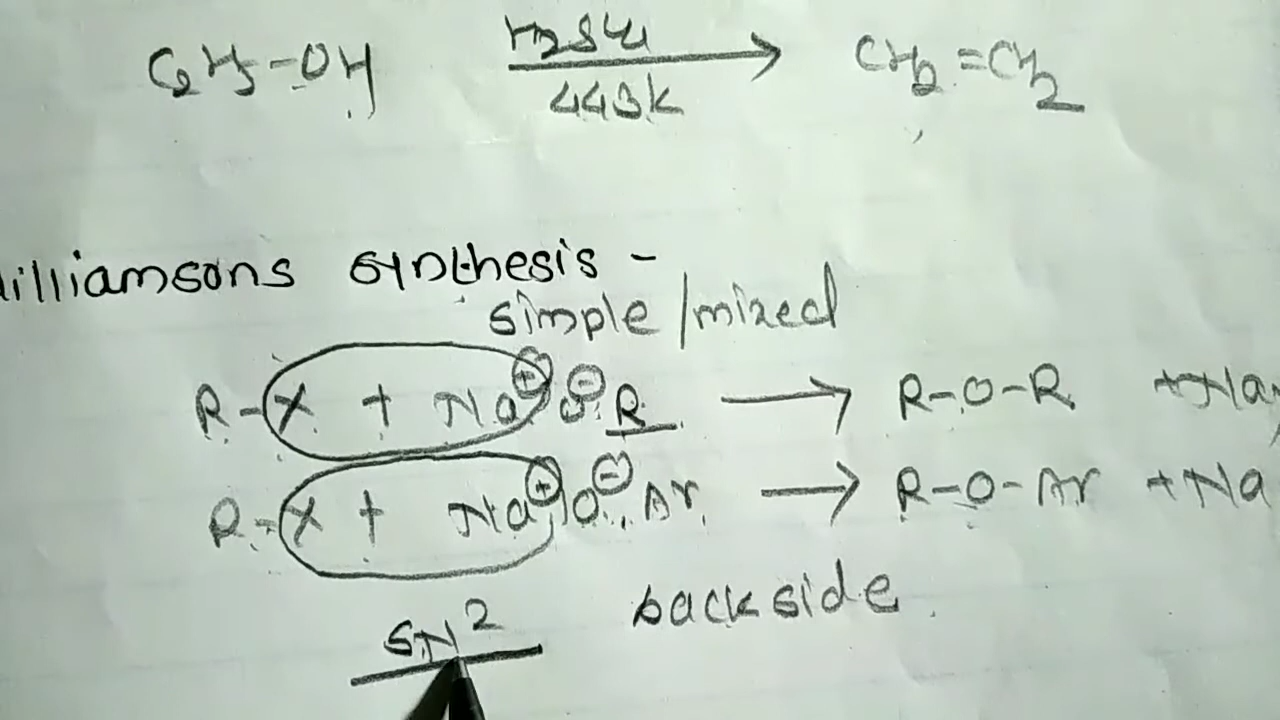 C2H5-OH H2SO4 443K → CH2=CH2
illiamsons synthesis -
simple/mixed
R-X + Na⊕ O⊖ R → R-O-R + Na
R-X + Na⊕ O⊖ Ar → R-O-Ar + Na
SN2 backside